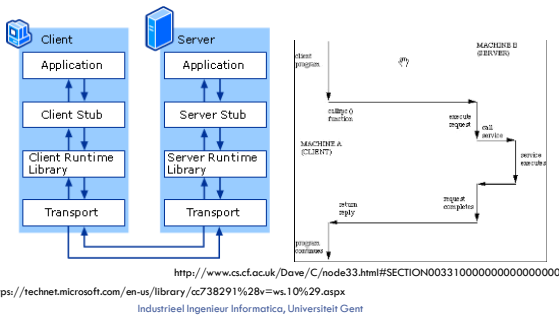 Client
Server
Application
Application
Client Stub
Server Stub
Client Runtime
Library
Server Runtime
Library
Transport
Transport
client
program
MACHINE B
(SERVER)
callrpc()
function
execute
request
call
service
MACHINE A
(CLIENT)
service
executes
request
completes
return
reply
program
continues
http://www.cs.cf.ac.uk/Dave/C/node33.html#SECTION0033100000000000000000
ps://technet.microsoft.com/en-us/library/cc738291%28v=ws.10%29.aspx
Industrieel Ingenieur Informatica, Universiteit Gent